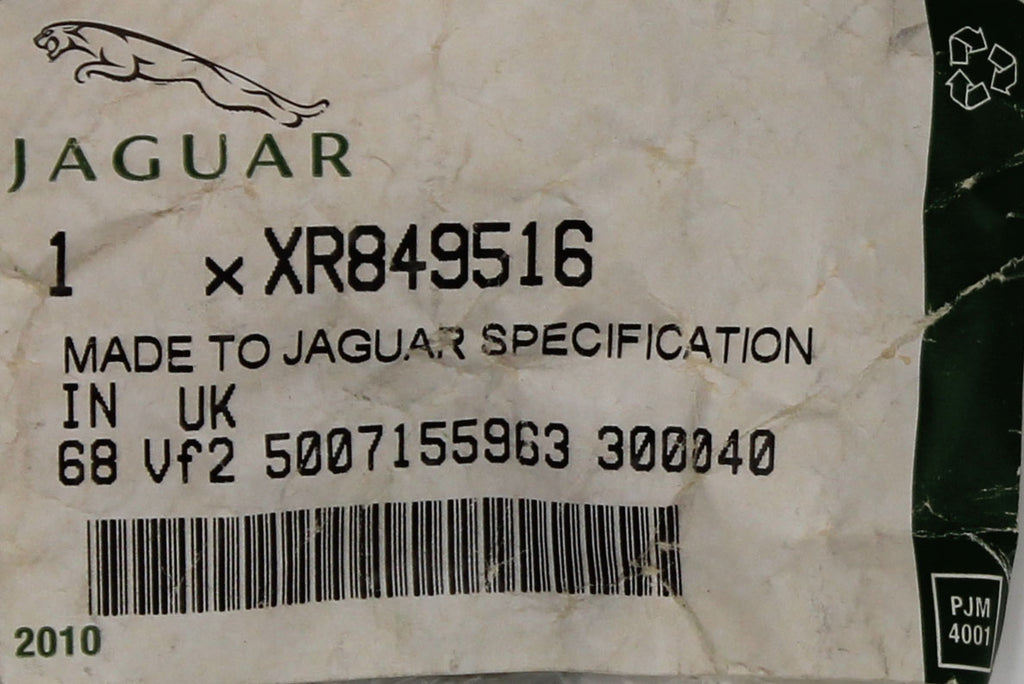 JAGUAR
1 x XR849516
MADE TO JAGUAR SPECIFICATION
IN UK
68 Vf2 5007155963 300040
2010
PJM
4001